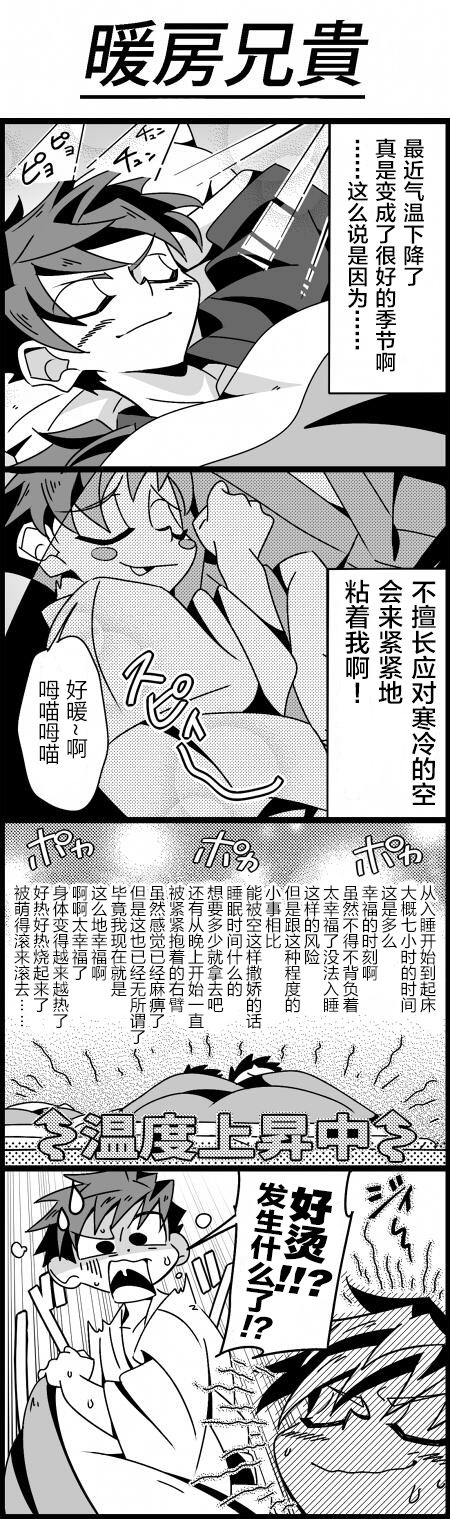 暖房兄貴
ピヨ
ピヨ
チュン
チュン
最近气温下降了
真是变成了很好的季节啊
……这么说是因为……
不擅长应对寒冷的空
会来紧紧地
粘着我啊！
スピィ
好暖~啊
呣喵呣喵
ポカ
ポカ
ポカ
从入睡开始到起床
大概七小时的时间
这是多么
幸福的时刻啊
虽然不得不背负着
太幸福了没法入睡
这样的风险
但是跟这种程度的
小事相比
能被空这样撒娇的话
睡眠时间什么的
想要多少就拿去吧
还有从晚上开始一直
被紧紧抱着的右臂
虽然感觉已经麻痹了
但是这也已经无所谓了
毕竟我现在就是
这么地幸福啊
啊啊太幸福了
身体变得越来越热了
好热好热烧起来了
被萌得滚来滚去……
温度上昇中
ジィ
好烫!!?
发生什么了!?